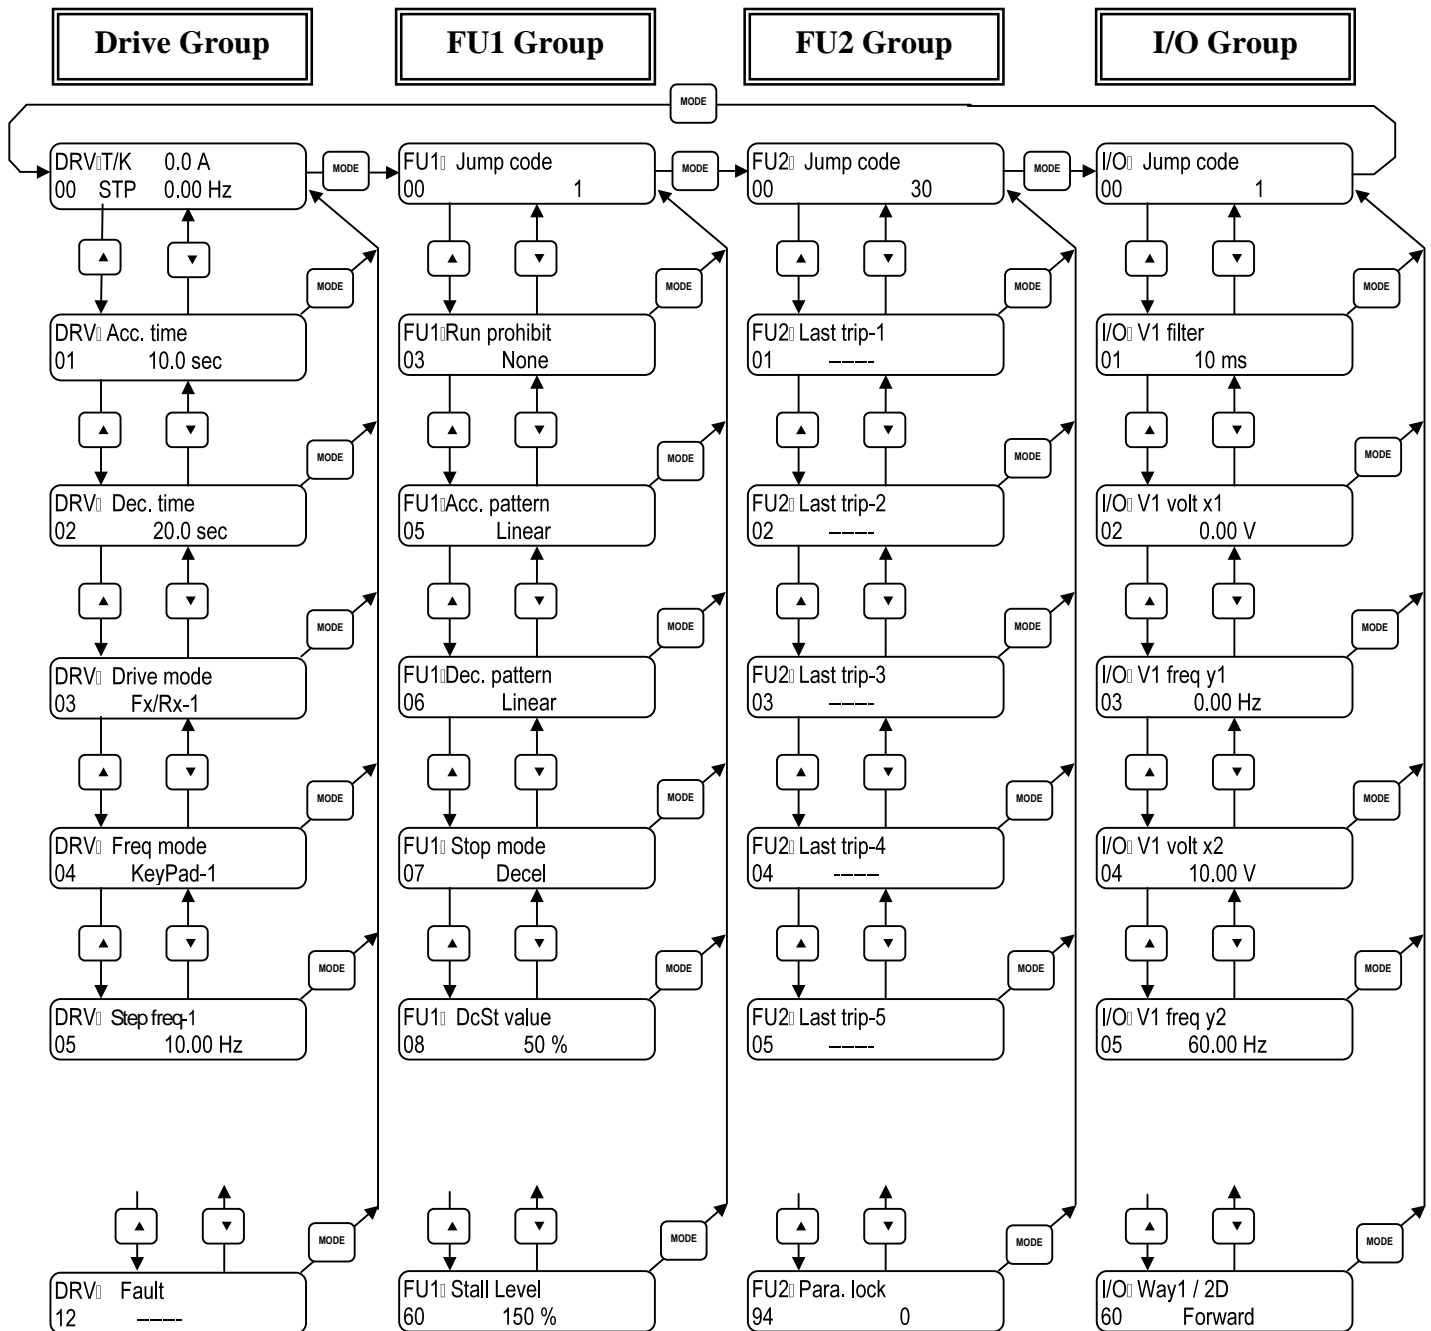 Drive Group
FU1 Group
FU2 Group
I/O Group
MODE
DRV▯T/K 0.0 A
00 STP 0.00 Hz
MODE
FU1▯ Jump code
00 1
MODE
FU2▯ Jump code
00 30
MODE
I/O▯ Jump code
00 1
▲ ▼ ▲ ▼ ▲ ▼ ▲ ▼
MODE MODE MODE MODE
DRV▯ Acc. time
01 10.0 sec
FU1▯Run prohibit
03 None
FU2▯ Last trip-1
01 -----
I/O▯ V1 filter
01 10 ms
▲ ▼ ▲ ▼ ▲ ▼ ▲ ▼
MODE MODE MODE MODE
DRV▯ Dec. time
02 20.0 sec
FU1▯Acc. pattern
05 Linear
FU2▯ Last trip-2
02 -----
I/O▯ V1 volt x1
02 0.00 V
▲ ▼ ▲ ▼ ▲ ▼ ▲ ▼
MODE MODE MODE MODE
DRV▯ Drive mode
03 Fx/Rx-1
FU1▯Dec. pattern
06 Linear
FU2▯ Last trip-3
03 -----
I/O▯ V1 freq y1
03 0.00 Hz
▲ ▼ ▲ ▼ ▲ ▼ ▲ ▼
MODE MODE MODE MODE
DRV▯ Freq mode
04 KeyPad-1
FU1▯ Stop mode
07 Decel
FU2▯ Last trip-4
04 -----
I/O▯ V1 volt x2
04 10.00 V
▲ ▼ ▲ ▼ ▲ ▼ ▲ ▼
MODE MODE MODE MODE
DRV▯ Step freq-1
05 10.00 Hz
FU1▯ DcSt value
08 50 %
FU2▯ Last trip-5
05 -----
I/O▯ V1 freq y2
05 60.00 Hz
▲ ▼ ▲ ▼ ▲ ▼ ▲ ▼
MODE MODE MODE MODE
DRV▯ Fault
12 -----
FU1▯ Stall Level
60 150 %
FU2▯ Para. lock
94 0
I/O▯ Way1 / 2D
60 Forward